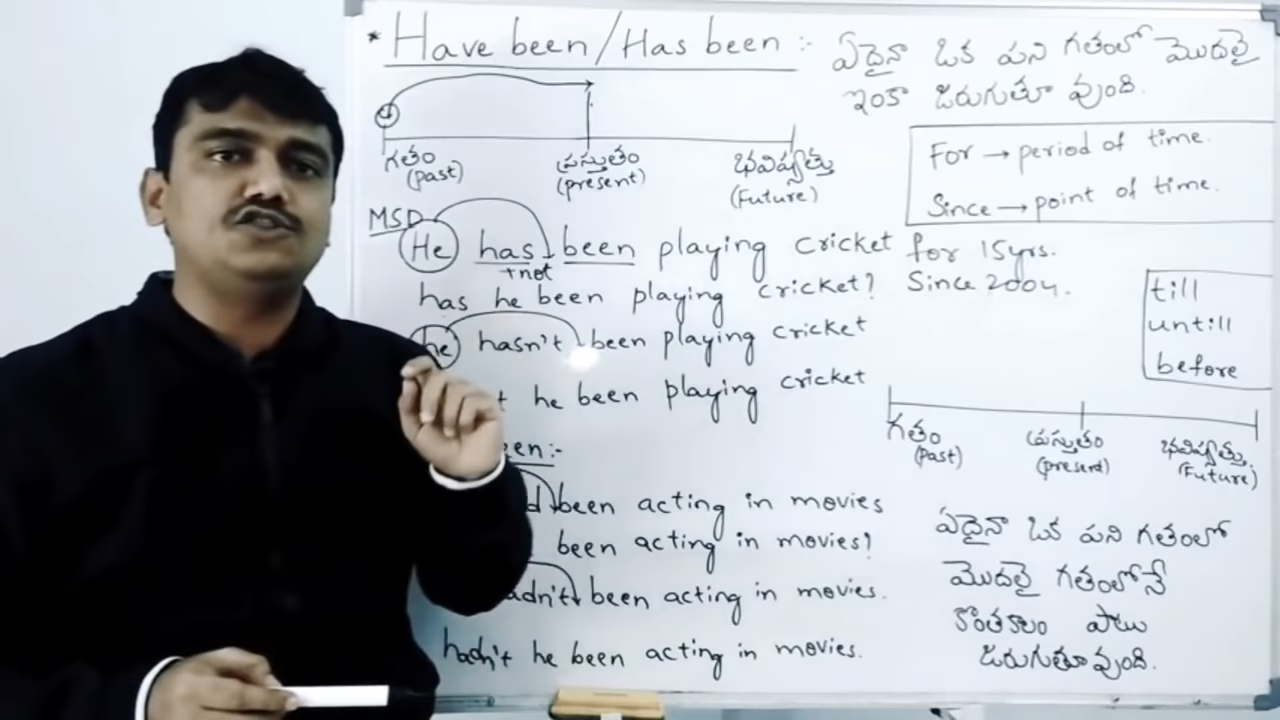 * Have been / Has been :-
ఏదైనా ఒక పని గతంలో మొదలై
ఇంకా జరుగుతూ వుంది.
గతం
(past)
ప్రస్తుతం
(present)
భవిష్యత్తు
(Future)
For → period of time.
Since → point of time.
MSD
He has been playing cricket for 15yrs.
+not
Since 2004.
has he been playing cricket?
he hasn't been playing cricket
he been playing cricket
till
until
before
గతం
(past)
ప్రస్తుతం
(present)
భవిష్యత్తు
(Future)
been acting in movies
been acting in movies?
been acting in movies.
hadn't he been acting in movies.
ఏదైనా ఒక పని గతంలో
మొదలై గతంలోనే
కొంతకాలం పాటు
జరుగుతూవుంది.